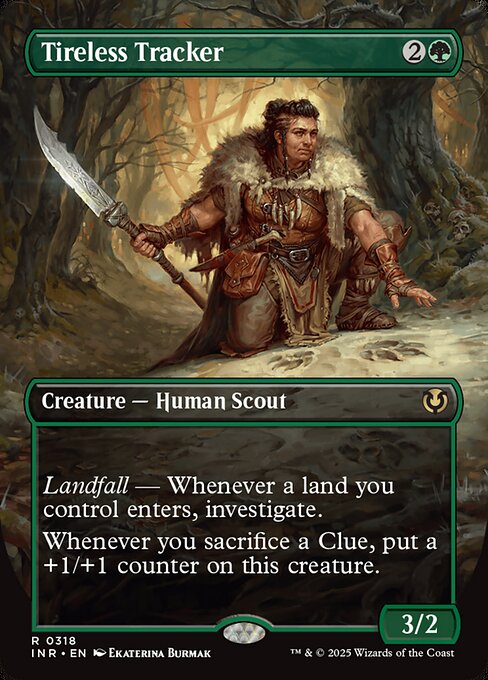 Tireless Tracker 2
Creature — Human Scout
Landfall — Whenever a land you
control enters, investigate.
Whenever you sacrifice a Clue, put a
+1/+1 counter on this creature.
3/2
R 0318
INR • EN Ekaterina Burmak
™ & © 2025 Wizards of the Coast